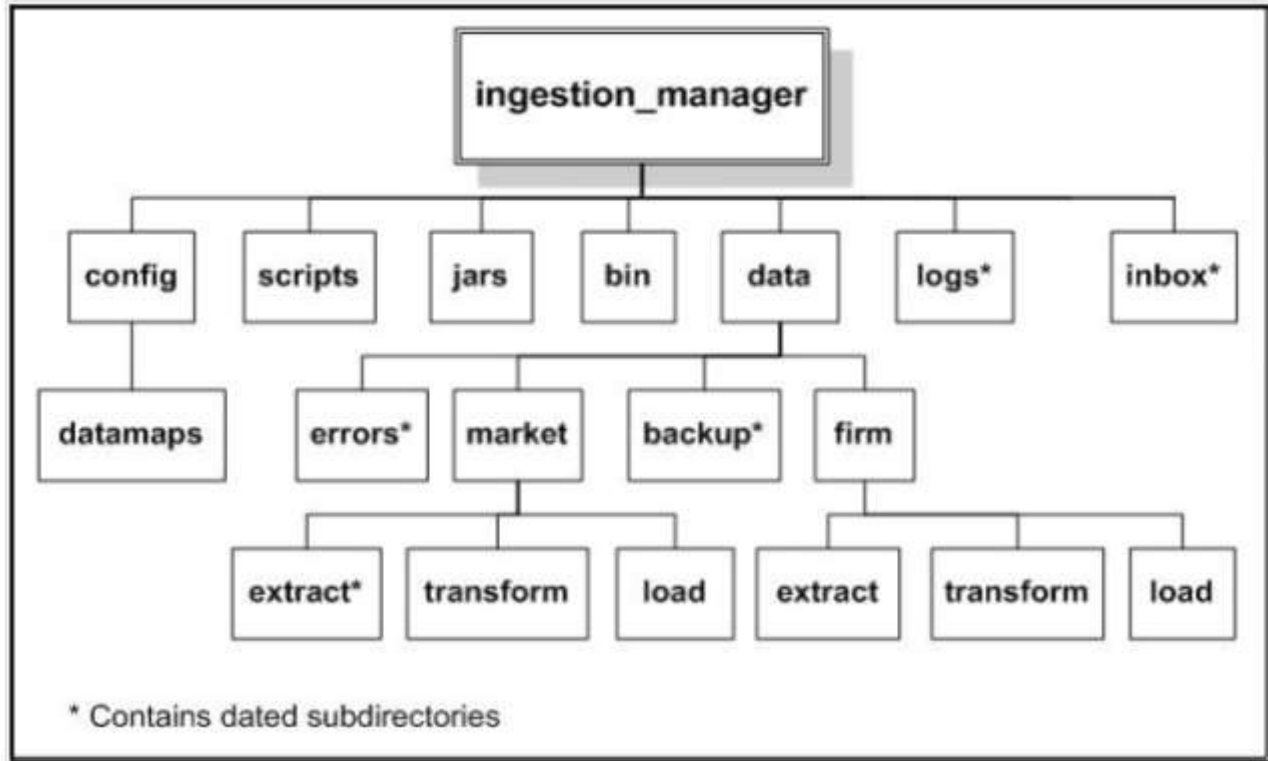 ingestion_manager
config scripts jars bin data logs* inbox*
datamaps errors* market backup* firm
extract* transform load extract transform load
* Contains dated subdirectories